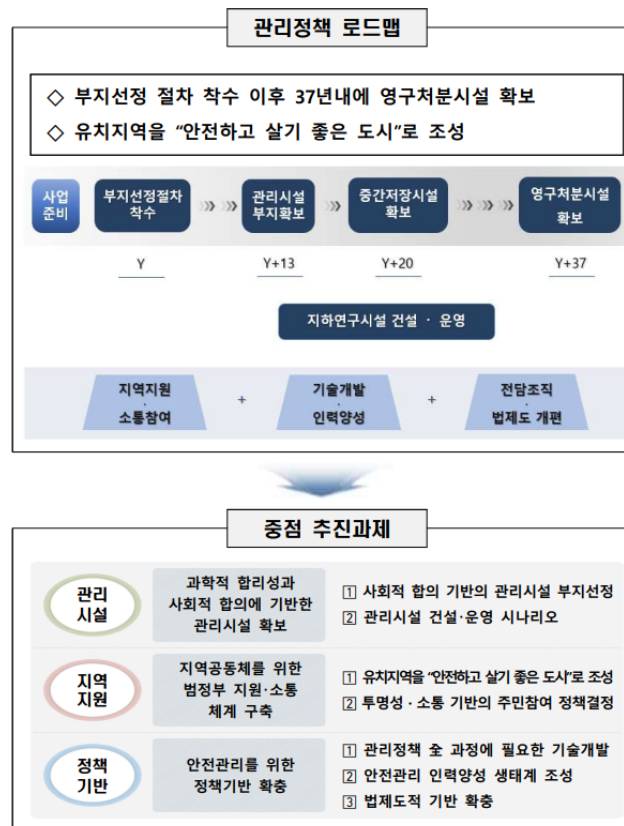 관리정책 로드맵
◇ 부지선정 절차 착수 이후 37년내에 영구처분시설 확보
◇ 유치지역을 “안전하고 살기 좋은 도시”로 조성
사업
준비
부지선정절차
착수
관리시설
부지확보
중간저장시설
확보
영구처분시설
확보
Y
Y+13
Y+20
Y+37
지하연구시설 건설 · 운영
지역지원
·
소통참여
+
기술개발
·
인력양성
+
전담조직
·
법제도 개편
중점 추진과제
관리
시설
과학적 합리성과
사회적 합의에 기반한
관리시설 확보
1 사회적 합의 기반의 관리시설 부지선정
2 관리시설 건설·운영 시나리오
지역
지원
지역공동체를 위한
범정부 지원·소통
체계 구축
1 유치지역을 “안전하고 살기 좋은 도시”로 조성
2 투명성 · 소통 기반의 주민참여 정책결정
정책
기반
안전관리를 위한
정책기반 확충
1 관리정책 全 과정에 필요한 기술개발
2 안전관리 인력양성 생태계 조성
3 법제도적 기반 확충